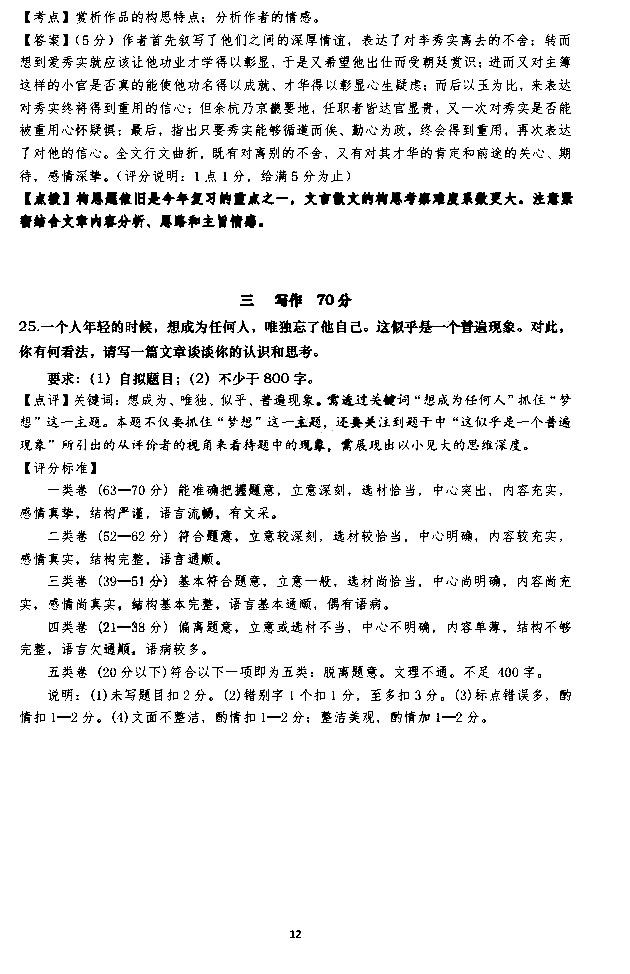 【考点】赏析作品的构思特点;分析作者的情感。
【答案】(5分)作者首先叙写了他们之间的深厚情谊,表达了对李秀实离去的不舍;转而
想到爱秀实就应该让他功业才学得以彰显,于是又希望他出仕而受朝廷赏识;进而又对主簿
这样的小官是否真的能使他功名得以成就、才华得以彰显心生疑虑;而后以玉为比,来表达
对秀实终将得到重用的信心;但余杭乃京畿要地,任职者皆达官显贵,又一次对秀实是否能
被重用心怀疑惧;最后,指出只要秀实能够循道而俟、勤心为政,终会得到重用,再次表达
了对他的信心。全文行文曲折,既有对离别的不舍,又有对其才华的肯定和前途的关心、期
待,感情深挚。(评分说明:1点1分,给满5分为止)
【点拨】构思题依旧是今年复习的重点之一,文言散文的构思考察难度系数更大。注意紧
密结合文章内容分析、思路和主旨情感。
三 写作 70分
25.一个人年轻的时候,想成为任何人,唯独忘了他自己。这似乎是一个普遍现象。对此,
你有何看法,请写一篇文章谈谈你的认识和思考。
要求:(1)自拟题目;(2)不少于800字。
【点评】关键词:想成为、唯独、似乎、普遍现象。需透过关键词“想成为任何人”抓住“梦
想”这一主题。本题不仅要抓住“梦想”这一主题,还要关注到题干中“这似乎是一个普遍
现象”所引出的从评价者的视角来看待题中的现象,需展现出以小见大的思维深度。
【评分标准】
一类卷(63—70分)能准确把握题意,立意深刻,选材恰当,中心突出,内容充实,
感情真挚,结构严谨,语言流畅,有文采。
二类卷(52—62分)符合题意,立意较深刻,选材较恰当,中心明确,内容较充实,
感情真实,结构完整,语言通顺。
三类卷(39—51分)基本符合题意,立意一般,选材尚恰当,中心尚明确,内容尚充
实,感情尚真实,结构基本完整,语言基本通顺,偶有语病。
四类卷(21—38分)偏离题意,立意或选材不当,中心不明确,内容单薄,结构不够
完整,语言欠通顺,语病较多。
五类卷(20分以下)符合以下一项即为五类:脱离题意。文理不通。不足400字。
说明:(1)未写题目扣2分。(2)错别字1个扣1分,至多扣3分。(3)标点错误多,酌
情扣1—2分。(4)文面不整洁,酌情扣1—2分;整洁美观,酌情加1—2分。
12